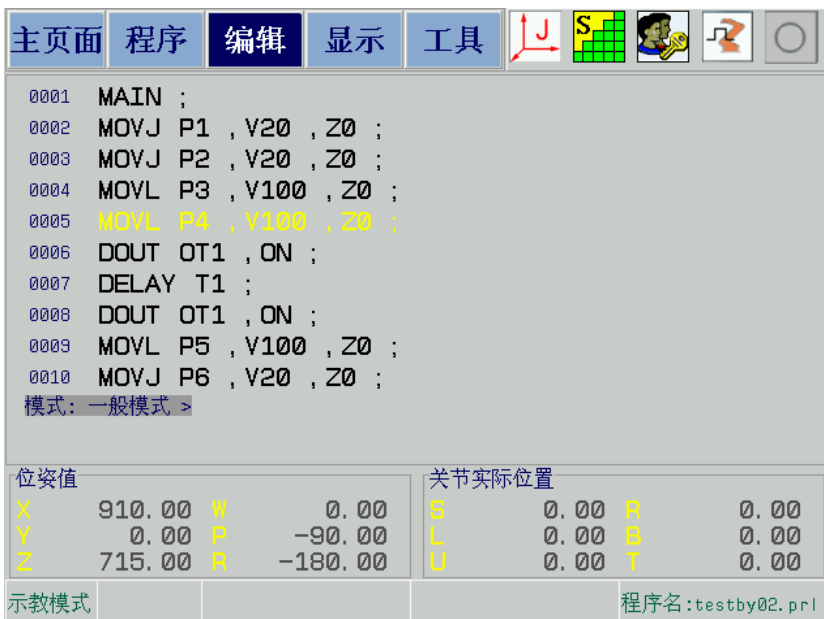 主页面 程序 编辑 显示 工具 J S
0001 MAIN ;
0002 MOVJ P1 , V20 , Z0 ;
0003 MOVJ P2 , V20 , Z0 ;
0004 MOVL P3 , V100 , Z0 ;
0005 MOVL P4 , V100 , Z0 ;
0006 DOUT OT1 , ON ;
0007 DELAY T1 ;
0008 DOUT OT1 , ON ;
0009 MOVL P5 , V100 , Z0 ;
0010 MOVJ P6 , V20 , Z0 ;
模式: 一般模式 >
位姿值
X 910.00 W 0.00
Y 0.00 P -90.00
Z 715.00 R -180.00
关节实际位置
S 0.00 R 0.00
L 0.00 B 0.00
U 0.00 T 0.00
示教模式 程序名:testby02.prl